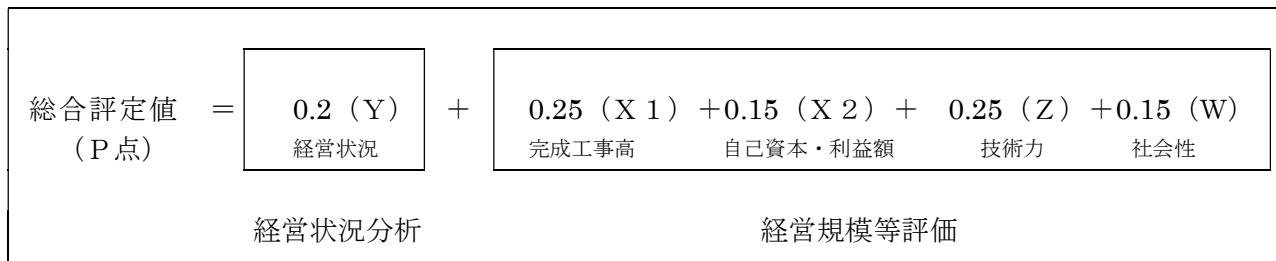 総合評定値 = 0.2（Y） + 0.25（X１）+0.15（X２）+ 0.25（Z）+0.15（W）
（Ｐ点） 経営状況 完成工事高 自己資本・利益額 技術力 社会性
経営状況分析 経営規模等評価